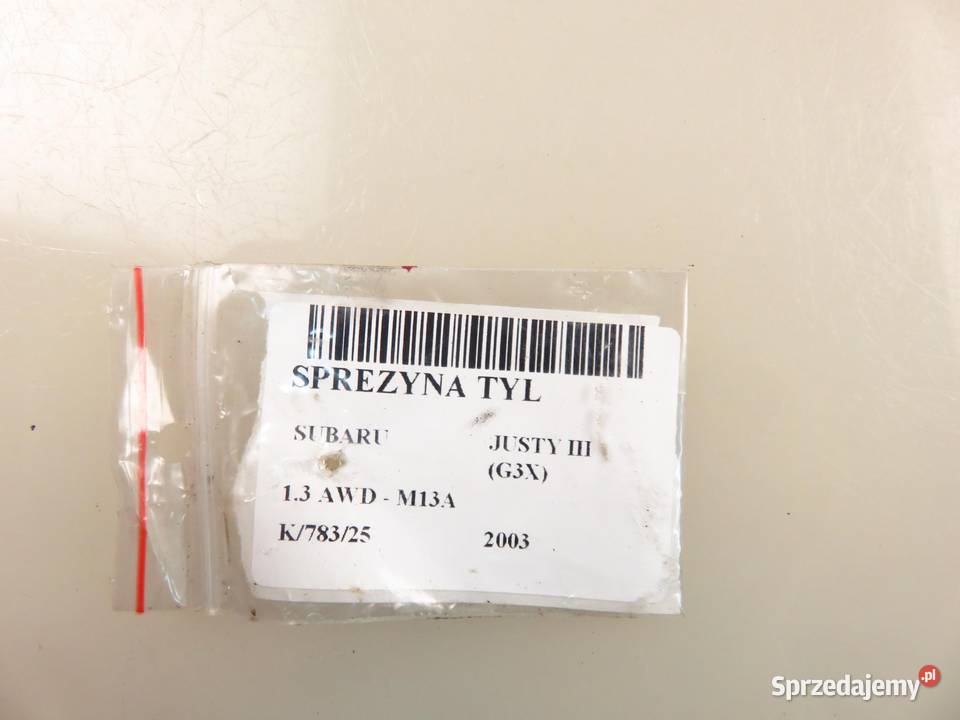 SPREZYNA TYL
SUBARU JUSTY III
(G3X)
1.3 AWD - M13A
K/783/25 2003
Sprzedajemy.pl